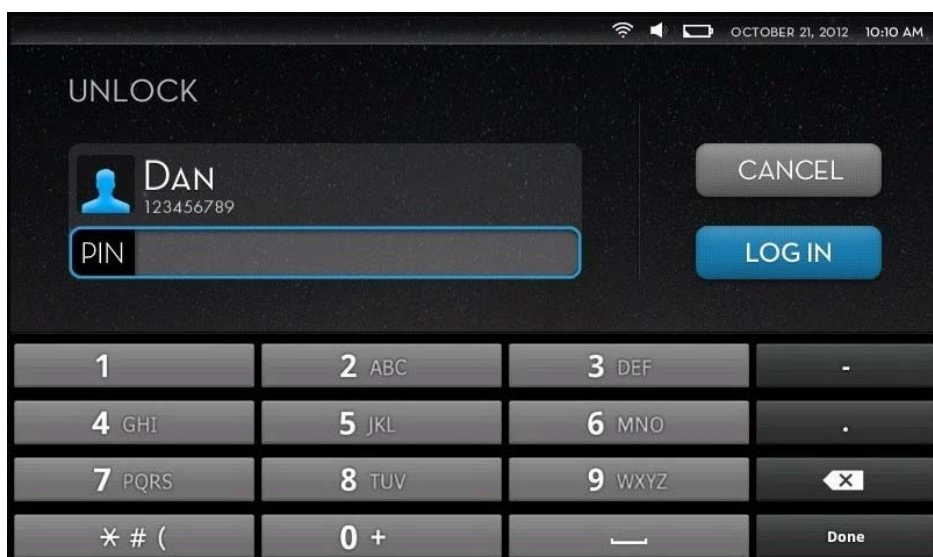 OCTOBER 21, 2012 10:10 AM
UNLOCK
DAN
123456789
PIN
CANCEL
LOG IN
1
2 ABC
3 DEF
-
4 GHI
5 JKL
6 MNO
.
7 PQRS
8 TUV
9 WXYZ
* # (
0 +
Done